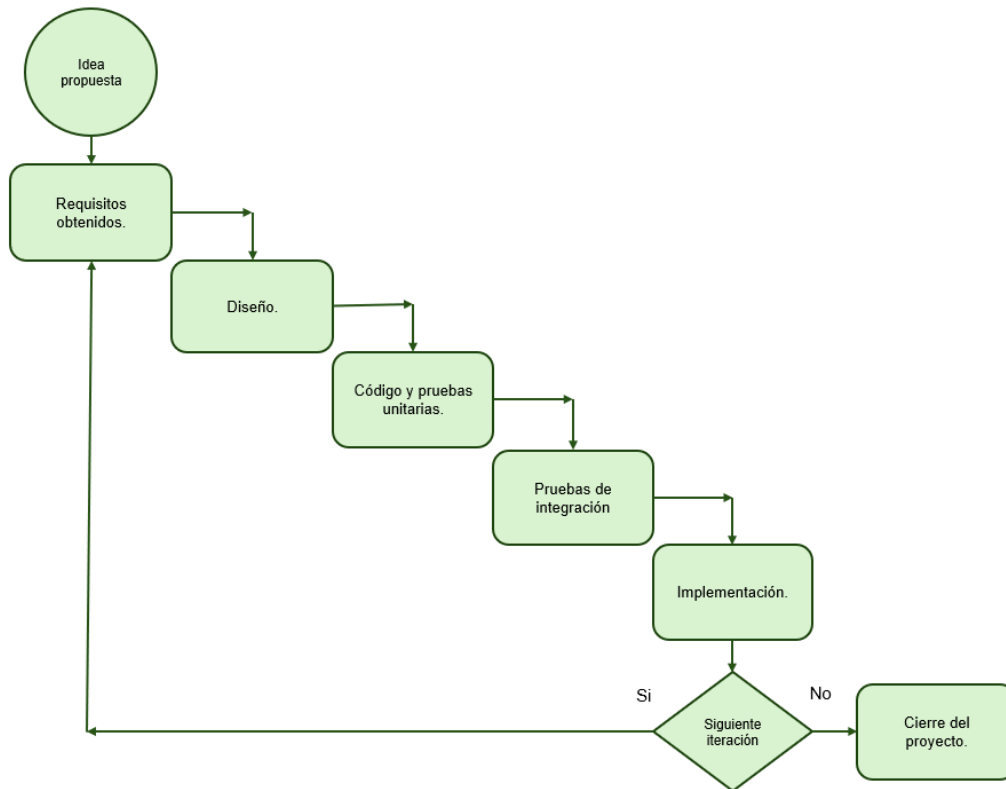 Idea
propuesta
Requisitos
obtenidos.
Diseño.
Código y pruebas
unitarias.
Pruebas de
integración
Implementación.
Si
No
Siguiente
iteración
Cierre del
proyecto.